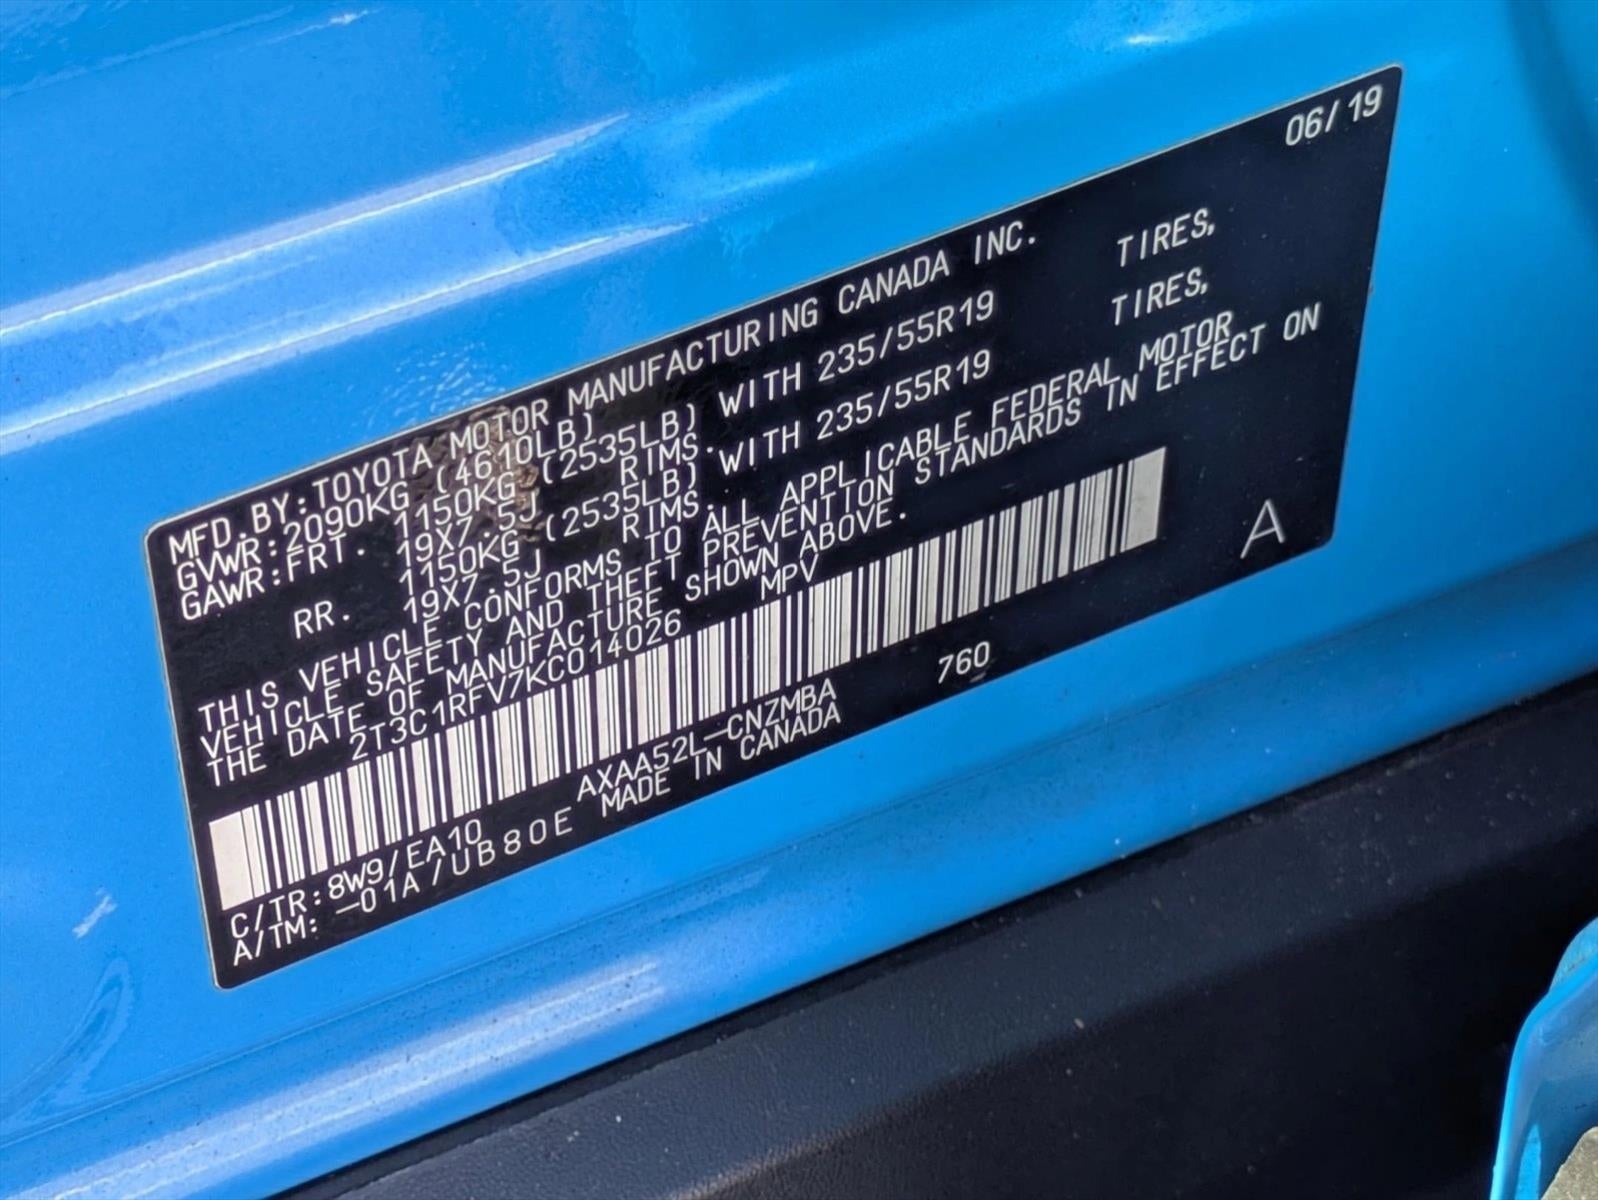 06/19
MFD.BY:TOYOTA MOTOR MANUFACTURING CANADA INC.
GVWR:2090KG (4610LB)
GAWR:FRT. 1150KG (2535LB) WITH 235/55R19 TIRES,
19X7.5J RIMS.
RR. 1150KG (2535LB) WITH 235/55R19 TIRES,
19X7.5J RIMS.
THIS VEHICLE CONFORMS TO ALL APPLICABLE FEDERAL MOTOR
VEHICLE SAFETY AND THEFT PREVENTION STANDARDS IN EFFECT ON
THE DATE OF MANUFACTURE SHOWN ABOVE.
2T3C1RFV7KC014026 MPV
A
C/TR:8W9/EA10 AXAA52L-CNZMBA 760
A/TM: -01A/UB80E MADE IN CANADA